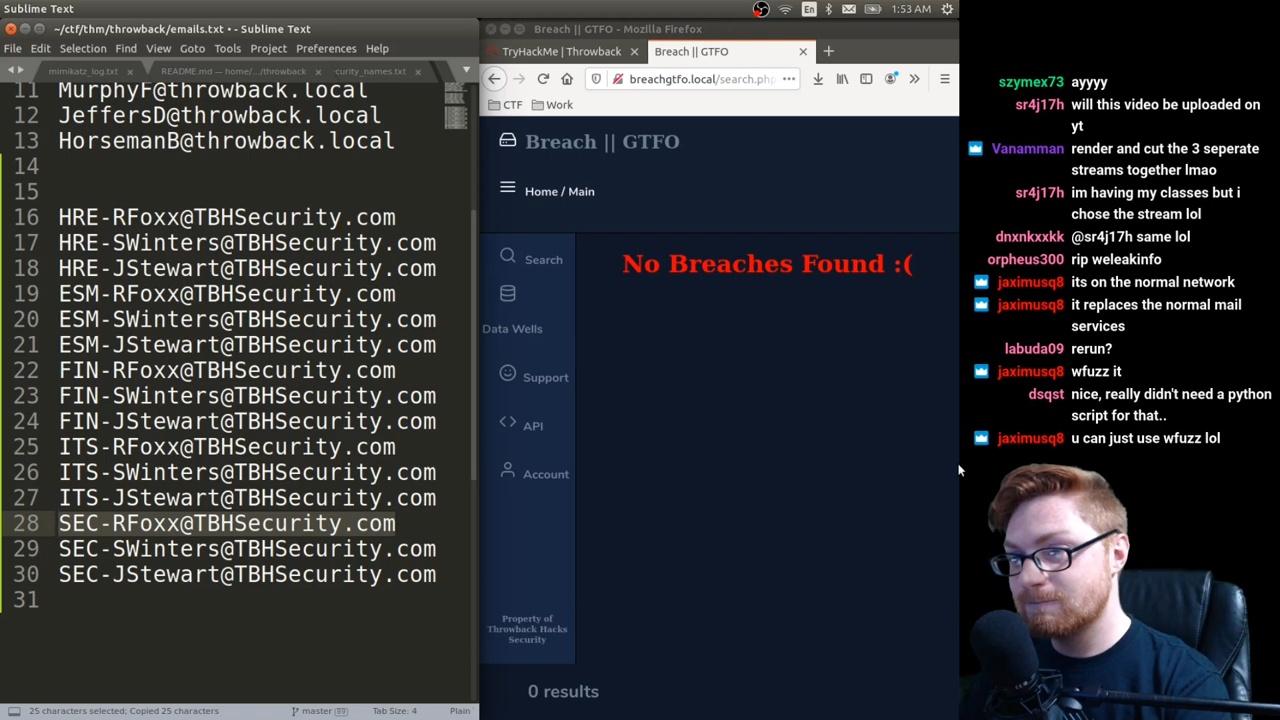 Sublime Text
En
1:53 AM
~/ctf/thm/throwback/emails.txt • - Sublime Text
File Edit Selection Find View Goto Tools Project Preferences Help
mimikatz_log.txt × README.md — home/.../throwback × curity_names.txt ×
11 MurphyF@throwback.local
12 JeffersD@throwback.local
13 HorsemanB@throwback.local
14
15
16 HRE-RFoxx@TBHSecurity.com
17 HRE-SWinters@TBHSecurity.com
18 HRE-JStewart@TBHSecurity.com
19 ESM-RFoxx@TBHSecurity.com
20 ESM-SWinters@TBHSecurity.com
21 ESM-JStewart@TBHSecurity.com
22 FIN-RFoxx@TBHSecurity.com
23 FIN-SWinters@TBHSecurity.com
24 FIN-JStewart@TBHSecurity.com
25 ITS-RFoxx@TBHSecurity.com
26 ITS-SWinters@TBHSecurity.com
27 ITS-JStewart@TBHSecurity.com
28 SEC-RFoxx@TBHSecurity.com
29 SEC-SWinters@TBHSecurity.com
30 SEC-JStewart@TBHSecurity.com
31
25 characters selected; Copied 25 characters
master Tab Size: 4 Plain
Breach || GTFO - Mozilla Firefox
TryHackMe | Throwback × Breach || GTFO × +
breachgtfo.local/search.php
CTF Work
Breach || GTFO
Home / Main
Search
Data Wells
Support
API
Account
Property of
Throwback Hacks
Security
No Breaches Found :(
0 results
szymex73 ayyyy
sr4j17h will this video be uploaded on
yt
Vanamman render and cut the 3 seperate
streams together lmao
sr4j17h im having my classes but i
chose the stream lol
dnxnkxxkk @sr4j17h same lol
orpheus300 rip weleakinfo
jaximusq8 its on the normal network
jaximusq8 it replaces the normal mail
services
labuda09 rerun?
jaximusq8 wfuzz it
dsqst nice, really didn't need a python
script for that..
jaximusq8 u can just use wfuzz lol